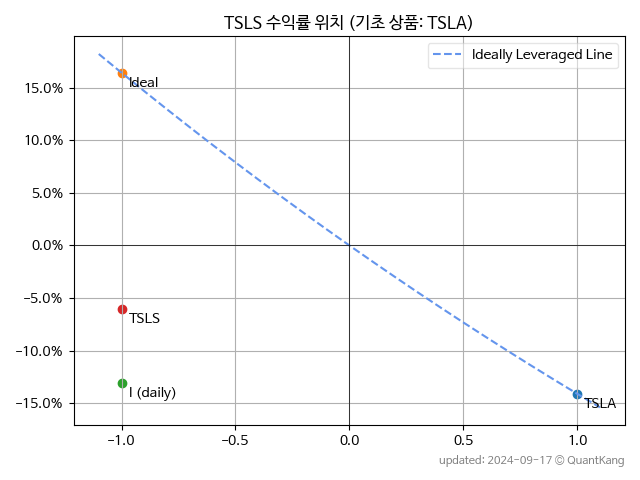 TSLS 수익률 위치 (기초 상품: TSLA)
Ideally Leveraged Line
15.0%
10.0%
5.0%
0.0%
−5.0%
−10.0%
−15.0%
Ideal
TSLS
I (daily)
TSLA
−1.0 −0.5 0.0 0.5 1.0
updated: 2024-09-17 © QuantKang